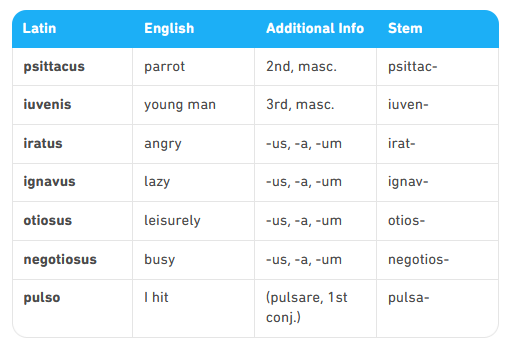 Latin English Additional Info Stem
psittacus parrot 2nd, masc. psittac-
iuvenis young man 3rd, masc. iuven-
iratus angry -us, -a, -um irat-
ignavus lazy -us, -a, -um ignav-
otiosus leisurely -us, -a, -um otios-
negotiosus busy -us, -a, -um negotios-
pulso I hit (pulsare, 1st pulsa-
conj.)